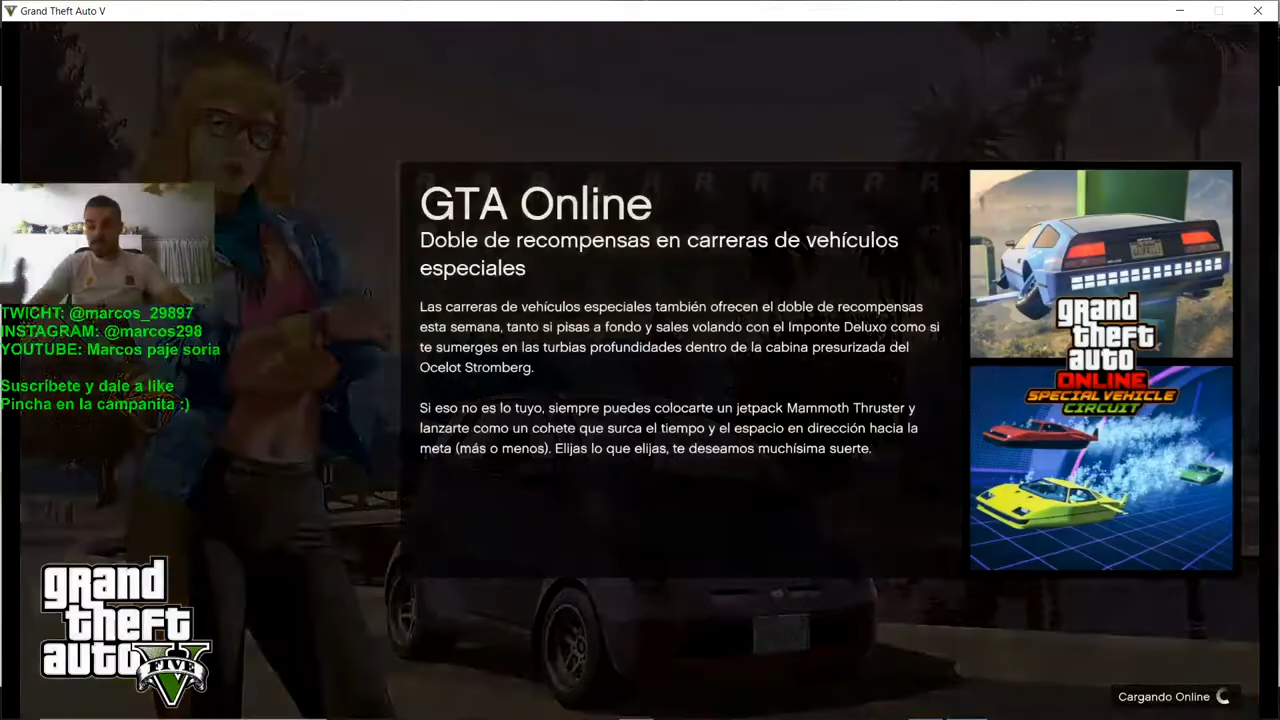 Grand Theft Auto V
GTA Online
Doble de recompensas en carreras de vehículos
especiales
Las carreras de vehículos especiales también ofrecen el doble de recompensas
esta semana, tanto si pisas a fondo y sales volando con el Imponte Deluxo como si
te sumerges en las turbias profundidades dentro de la cabina presurizada del
Ocelot Stromberg.
Si eso no es lo tuyo, siempre puedes colocarte un jetpack Mammoth Thruster y
lanzarte como un cohete que surca el tiempo y el espacio en dirección hacia la
meta (más o menos). Elijas lo que elijas, te deseamos muchísima suerte.
TWICHT: @marcos_29897
INSTAGRAM: @marcos298
YOUTUBE: Marcos paje soria
Suscríbete y dale a like
Pincha en la campanita :)
grand
theft
auto
ONLINE
SPECIAL VEHICLE
CIRCUIT
grand
theft
auto
V
FIVE
Cargando Online